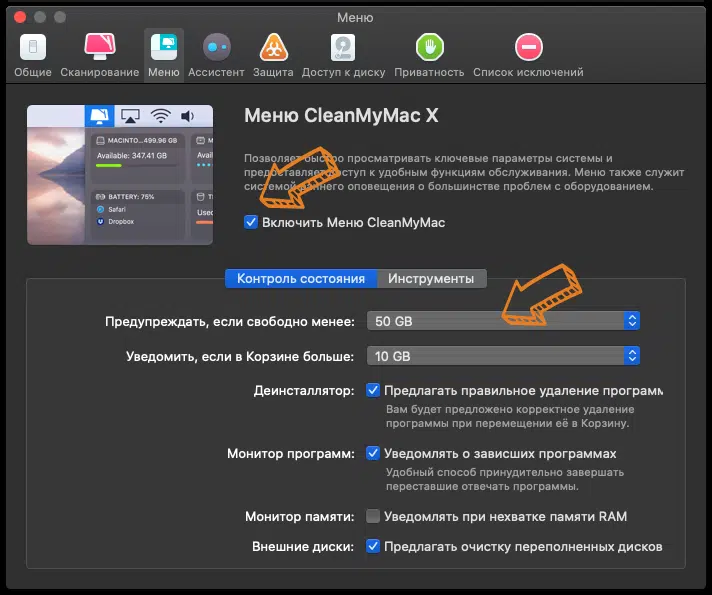 Меню
Общие
Сканирование
Меню
Ассистент
Защита
Доступ к диску
Приватность
Список исключений
MACINTO...499.96 GB
Available: 347.41 GB
Avail
BATTERY: 75%
Safari
Dropbox
Used
Меню CleanMyMac X
Позволяет быстро просматривать ключевые параметры системы и
предоставляет доступ к удобным функциям обслуживания. Меню также служит
системой раннего оповещения о большинстве проблем с оборудованием.
Включить Меню CleanMyMac
Контроль состояния
Инструменты
Предупреждать, если свободно менее:
50 GB
Уведомить, если в Корзине больше:
10 GB
Деинсталлятор:
Предлагать правильное удаление программ
Вам будет предложено корректное удаление
программы при перемещении её в Корзину.
Монитор программ:
Уведомлять о зависших программах
Удобный способ принудительно завершать
переставшие отвечать программы.
Монитор памяти:
Уведомлять при нехватке памяти RAM
Внешние диски:
Предлагать очистку переполненных дисков